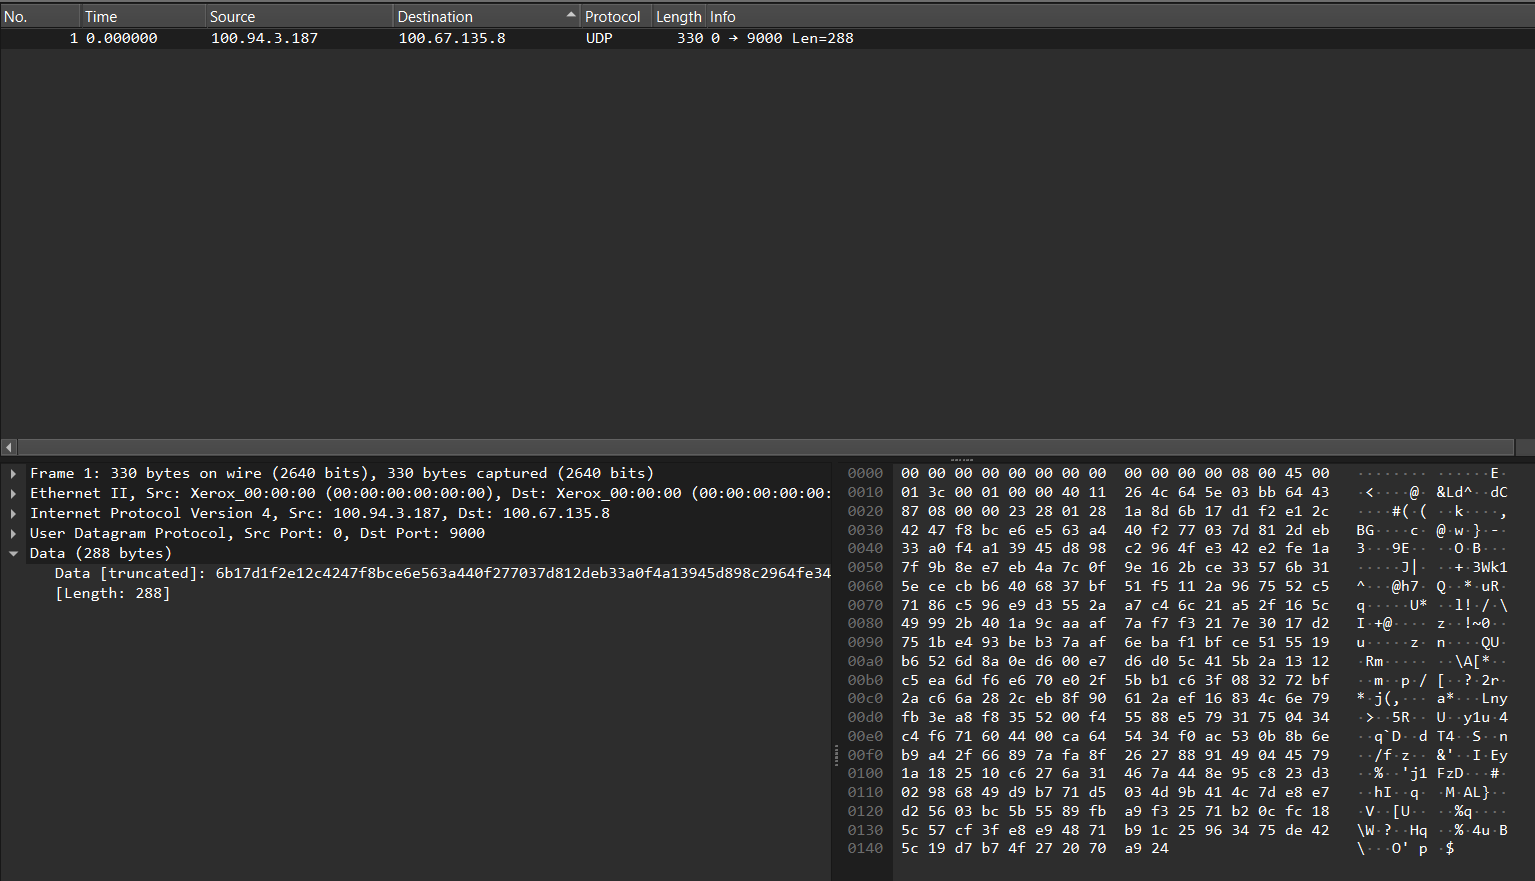 No. Time Source Destination Protocol Length Info
1 0.000000 100.94.3.187 100.67.135.8 UDP 330 0 → 9000 Len=288
Frame 1: 330 bytes on wire (2640 bits), 330 bytes captured (2640 bits)
Ethernet II, Src: Xerox_00:00:00 (00:00:00:00:00:00), Dst: Xerox_00:00:00 (00:00:00:00:00:
Internet Protocol Version 4, Src: 100.94.3.187, Dst: 100.67.135.8
User Datagram Protocol, Src Port: 0, Dst Port: 9000
Data (288 bytes)
Data [truncated]: 6b17d1f2e12c4247f8bce6e563a440f277037d812deb33a0f4a13945d898c2964fe34
[Length: 288]
0000 00 00 00 00 00 00 00 00 00 00 00 00 08 00 45 00 ········ ······E·
0010 01 3c 00 01 00 00 40 11 26 4c 64 5e 03 bb 64 43 ·<····@· &Ld^··dC
0020 87 08 00 00 23 28 01 28 1a 8d 6b 17 d1 f2 e1 2c ····#(·( ··k····,
0030 42 47 f8 bc e6 e5 63 a4 40 f2 77 03 7d 81 2d eb BG····c· @·w·}·-·
0040 33 a0 f4 a1 39 45 d8 98 c2 96 4f e3 42 e2 fe 1a 3···9E·· ··O·B···
0050 7f 9b 8e e7 eb 4a 7c 0f 9e 16 2b ce 33 57 6b 31 ·····J|· ··+·3Wk1
0060 5e ce cb b6 40 68 37 bf 51 f5 11 2a 96 75 52 c5 ^···@h7· Q··*·uR·
0070 71 86 c5 96 e9 d3 55 2a a7 c4 6c 21 a5 2f 16 5c q·····U* ··l!·/·\
0080 49 99 2b 40 1a 9c aa af 7a f7 f3 21 7e 30 17 d2 I·+@···· z··!~0··
0090 75 1b e4 93 be b3 7a af 6e ba f1 bf ce 51 55 19 u·····z· n····QU·
00a0 b6 52 6d 8a 0e d6 00 e7 d6 d0 5c 41 5b 2a 13 12 ·Rm····· ··\A[*··
00b0 c5 ea 6d f6 e6 70 e0 2f 5b b1 c6 3f 08 32 72 bf ··m··p·/ [··?·2r·
00c0 2a c6 6a 28 2c eb 8f 90 61 2a ef 16 83 4c 6e 79 *·j(,··· a*···Lny
00d0 fb 3e a8 f8 35 52 00 f4 55 88 e5 79 31 75 04 34 ·>··5R·· U··y1u·4
00e0 c4 f6 71 60 44 00 ca 64 54 34 f0 ac 53 0b 8b 6e ··q`D··d T4··S··n
00f0 b9 a4 2f 66 89 7a fa 8f 26 27 88 91 49 04 45 79 ··/f·z·· &'··I·Ey
0100 1a 18 25 10 c6 27 6a 31 46 7a 44 8e 95 c8 23 d3 ··%··'j1 FzD···#·
0110 02 98 68 49 d9 b7 71 d5 03 4d 9b 41 4c 7d e8 e7 ··hI··q· ·M·AL}··
0120 d2 56 03 bc 5b 55 89 fb a9 f3 25 71 b2 0c fc 18 ·V··[U·· ··%q····
0130 5c 57 cf 3f e8 e9 48 71 b9 1c 25 96 34 75 de 42 \W·?··Hq ··%·4u·B
0140 5c 19 d7 b7 4f 27 20 70 a9 24 \···O' p ·$